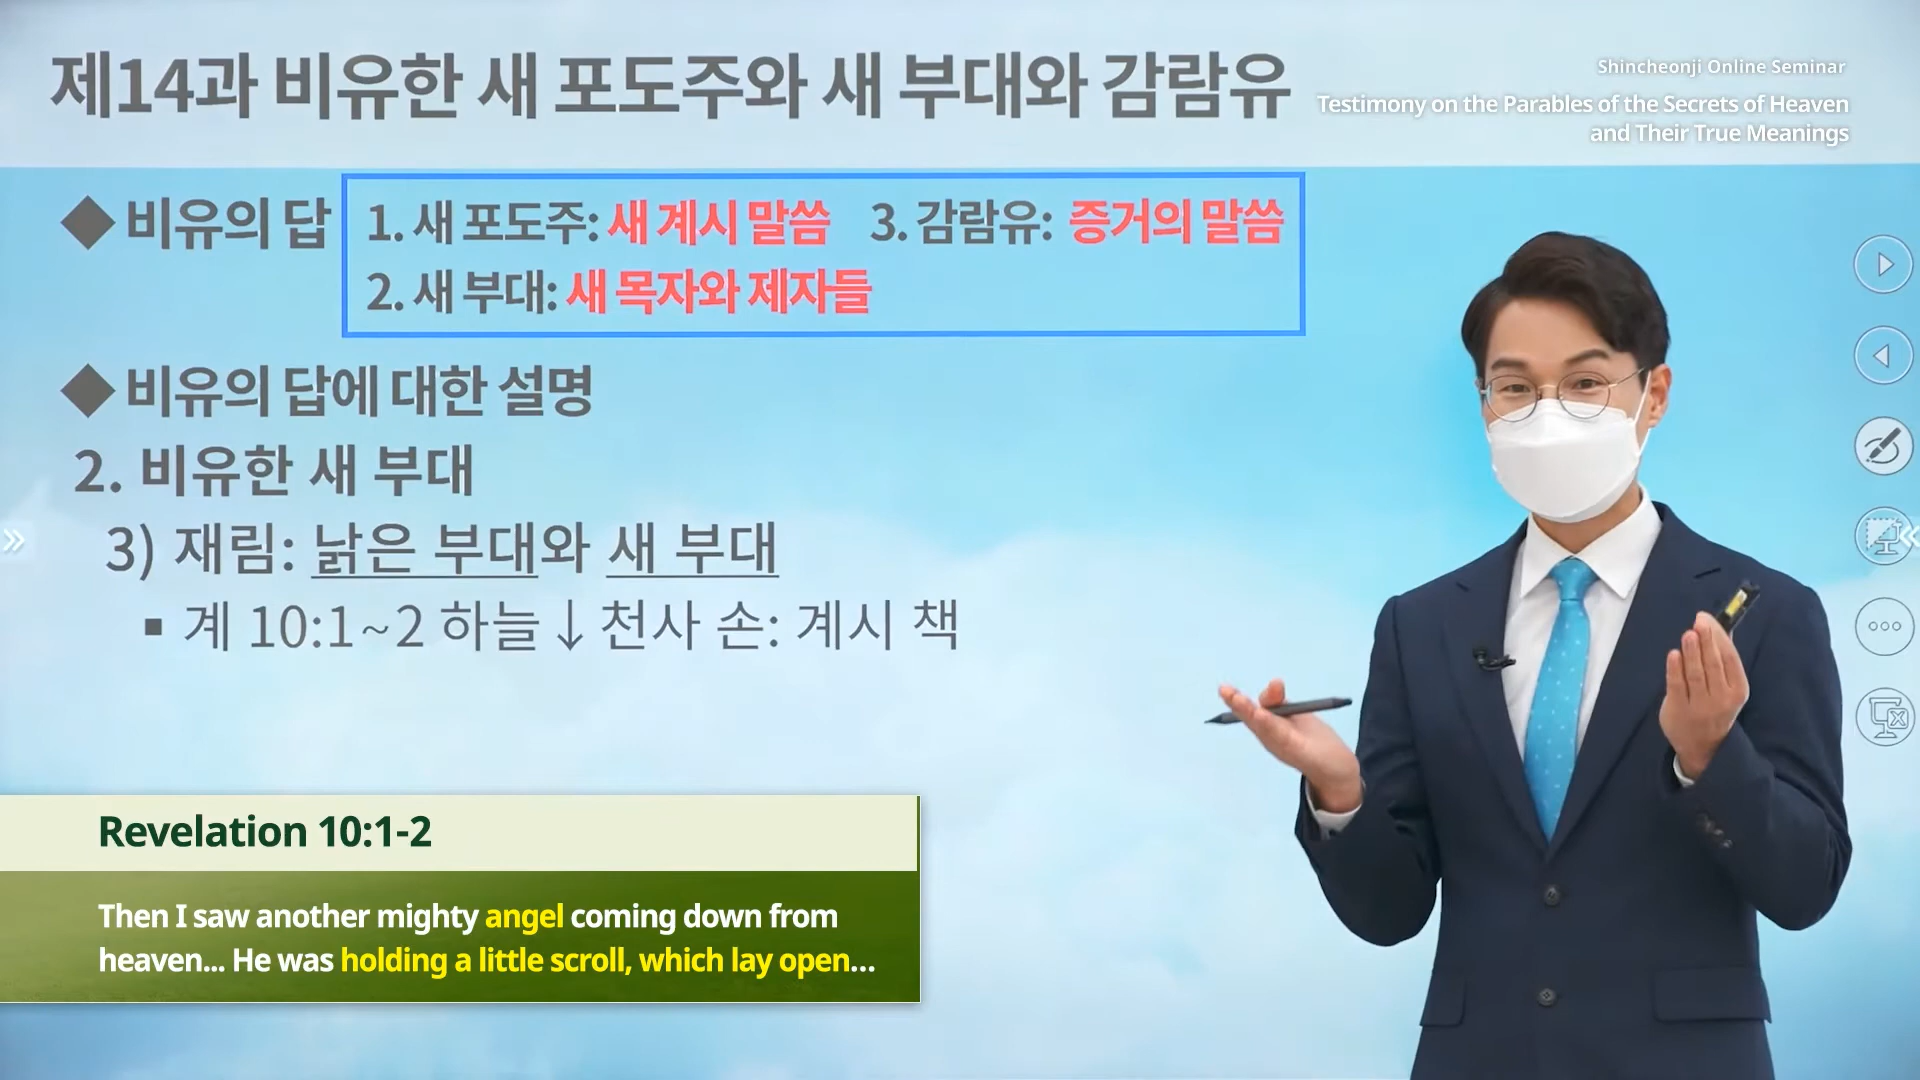 제14과 비유한 새 포도주와 새 부대와 감람유
Shincheonji Online Seminar
Testimony on the Parables of the Secrets of Heaven
and Their True Meanings
◆ 비유의 답
1. 새 포도주: 새 계시 말씀 3. 감람유: 증거의 말씀
2. 새 부대: 새 목자와 제자들
◆ 비유의 답에 대한 설명
2. 비유한 새 부대
3) 재림: 낡은 부대와 새 부대
▪ 계 10:1~2 하늘↓천사 손: 계시 책
Revelation 10:1-2
Then I saw another mighty angel coming down from
heaven... He was holding a little scroll, which lay open...